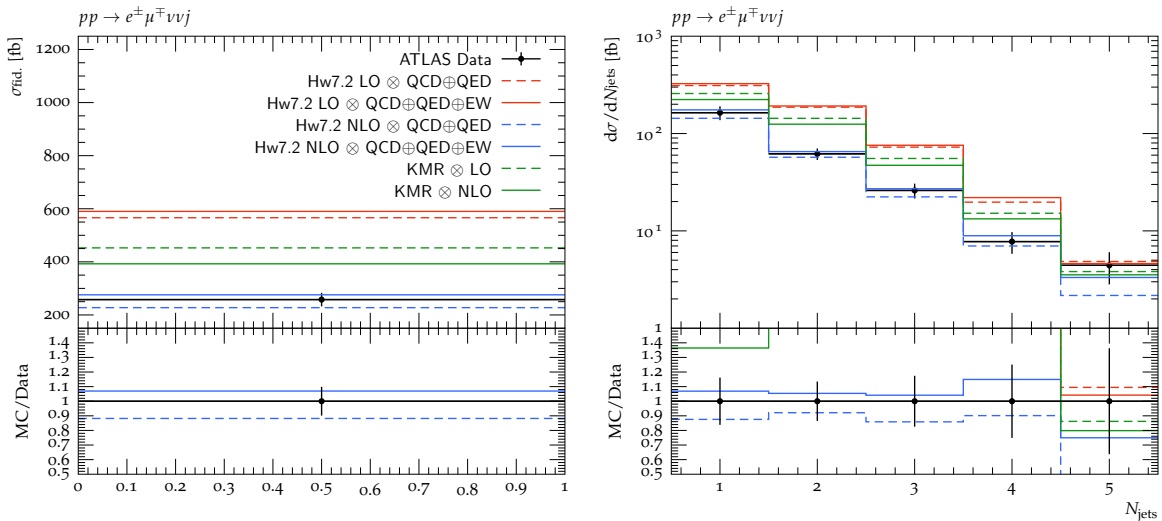 pp → e±μ∓ννj
σfid. [fb]
1200
1000
800
600
400
200
ATLAS Data
Hw7.2 LO ⊗ QCD⊕QED
Hw7.2 LO ⊗ QCD⊕QED⊕EW
Hw7.2 NLO ⊗ QCD⊕QED
Hw7.2 NLO ⊗ QCD⊕QED⊕EW
KMR ⊗ LO
KMR ⊗ NLO
MC/Data
1.4
1.3
1.2
1.1
1
0.9
0.8
0.7
0.6
0.5
0 0.1 0.2 0.3 0.4 0.5 0.6 0.7 0.8 0.9 1
pp → e±μ∓ννj
dσ/dNjets [fb]
10³
10²
10¹
1
MC/Data
1.4
1.3
1.2
1.1
1
0.9
0.8
0.7
0.6
0.5
1 2 3 4 5
Njets